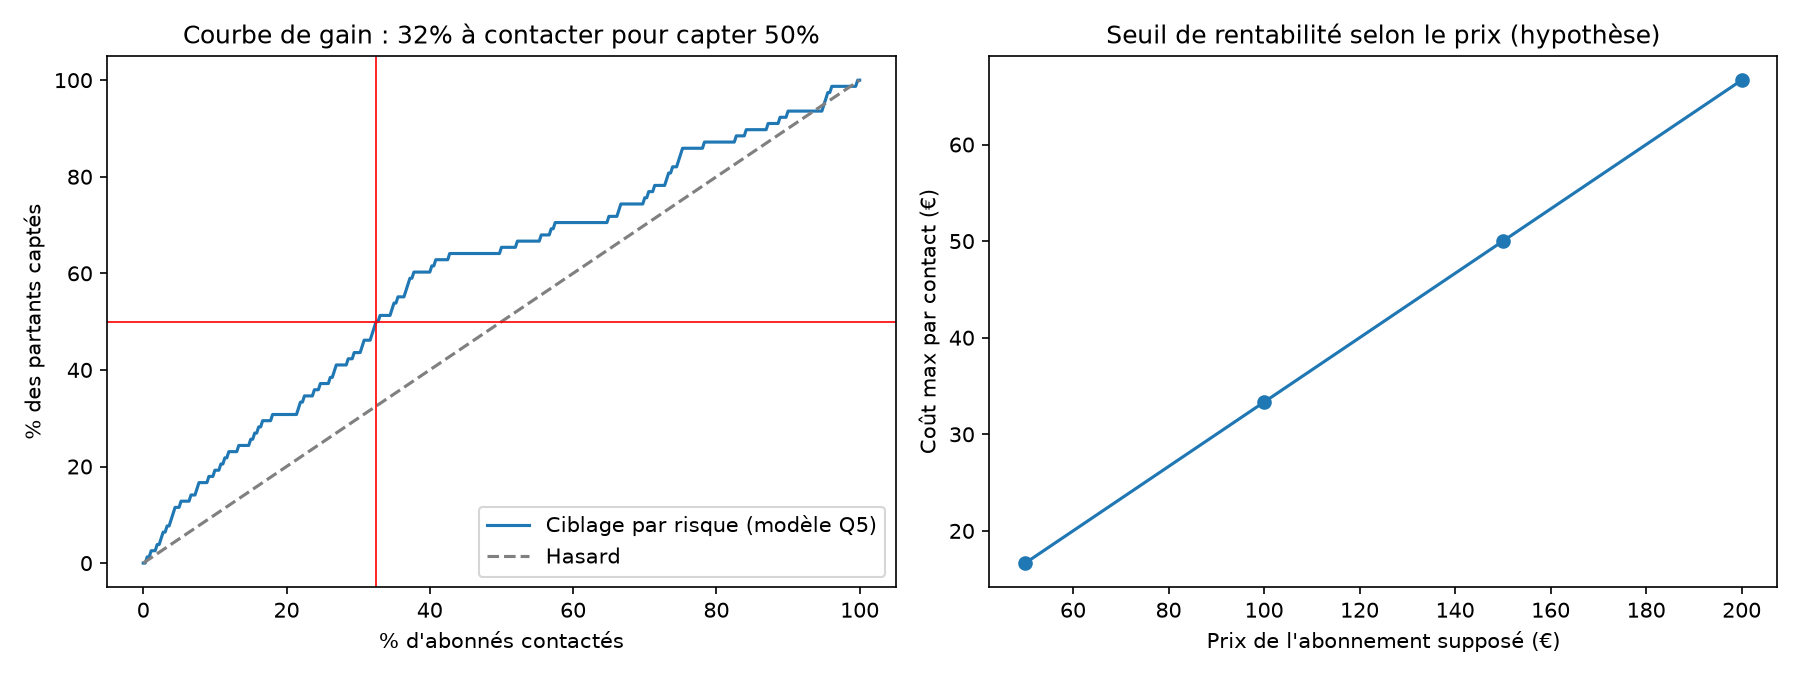 Courbe de gain : 32% à contacter pour capter 50%
% des partants captés
100
80
60
40
20
0
0 20 40 60 80 100
% d'abonnés contactés
Ciblage par risque (modèle Q5)
Hasard
Seuil de rentabilité selon le prix (hypothèse)
Coût max par contact (€)
60
50
40
30
20
60 80 100 120 140 160 180 200
Prix de l'abonnement supposé (€)